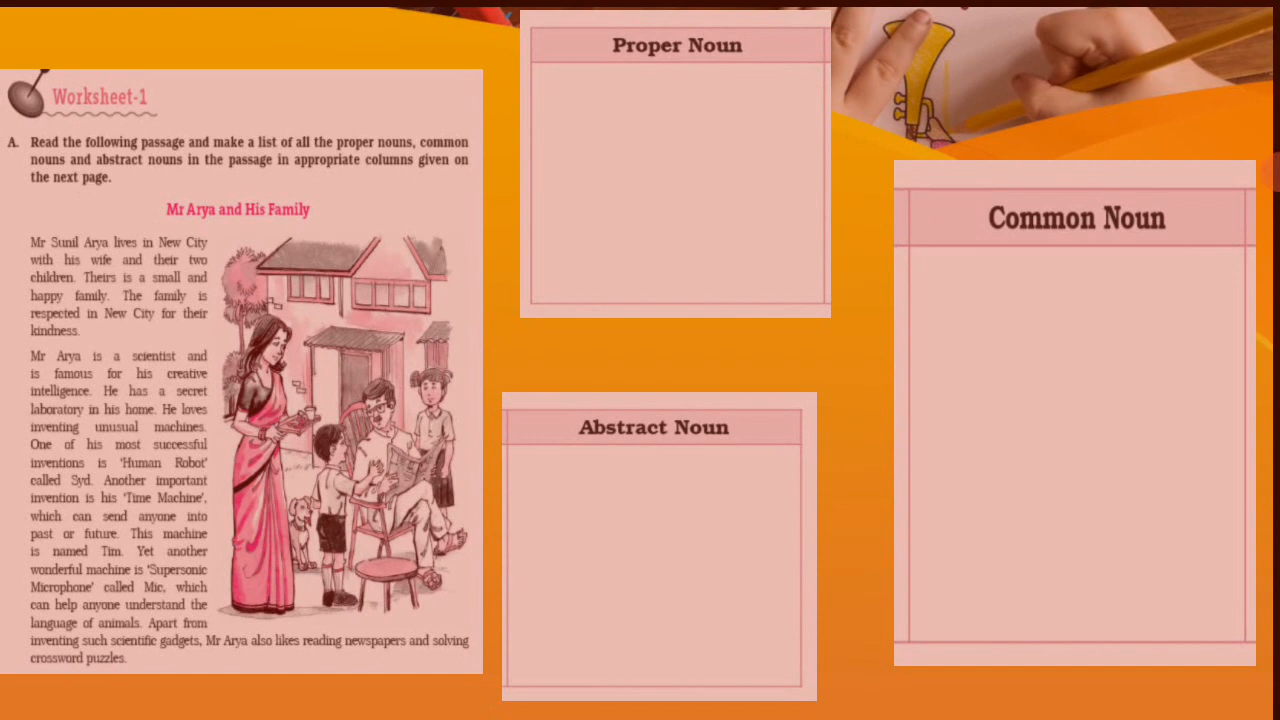 Worksheet-1
A. Read the following passage and make a list of all the proper nouns, common
nouns and abstract nouns in the passage in appropriate columns given on
the next page.
Mr Arya and His Family
Mr Sunil Arya lives in New City
with his wife and their two
children. Theirs is a small and
happy family. The family is
respected in New City for their
kindness.
Mr Arya is a scientist and
is famous for his creative
intelligence. He has a secret
laboratory in his home. He loves
inventing unusual machines.
One of his most successful
inventions is ‘Human Robot’
called Syd. Another important
invention is his ‘Time Machine’,
which can send anyone into
past or future. This machine
is named Tim. Yet another
wonderful machine is ‘Supersonic
Microphone’ called Mic, which
can help anyone understand the
language of animals. Apart from
inventing such scientific gadgets, Mr Arya also likes reading newspapers and solving
crossword puzzles.
Proper Noun
Abstract Noun
Common Noun